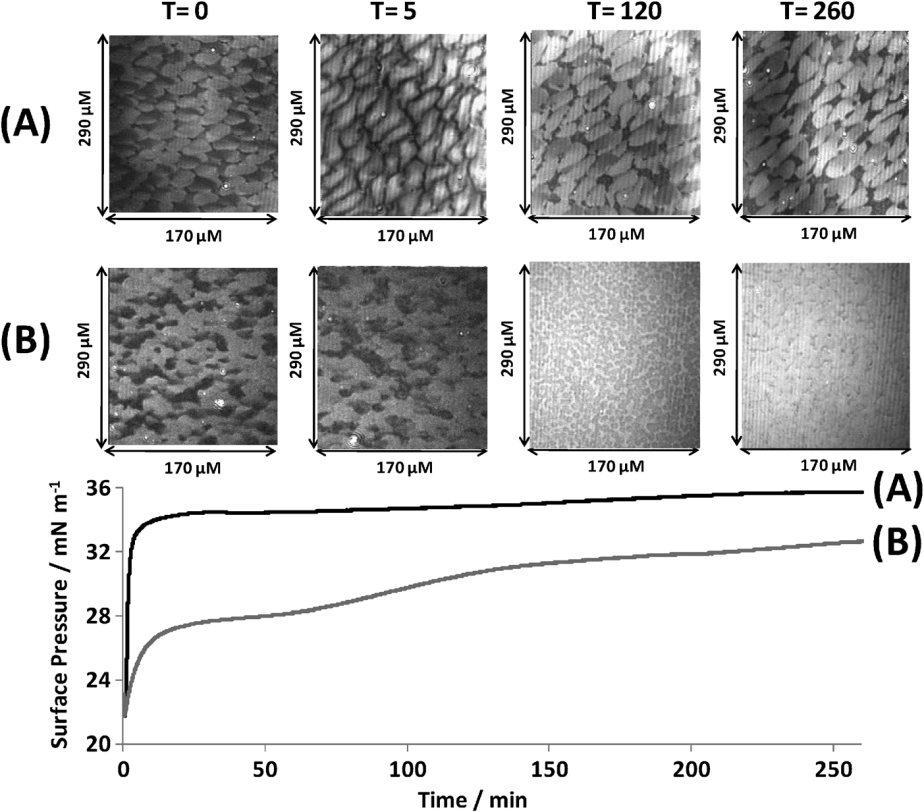 T= 0 T= 5 T= 120 T= 260
(A)
290 µM 290 µM 290 µM 290 µM
170 µM 170 µM 170 µM 170 µM
(B)
290 µM 290 µM 290 µM 290 µM
170 µM 170 µM 170 µM 170 µM
36
32
28
24
20
Surface Pressure / mN m⁻¹
(A)
(B)
0 50 100 150 200 250
Time / min